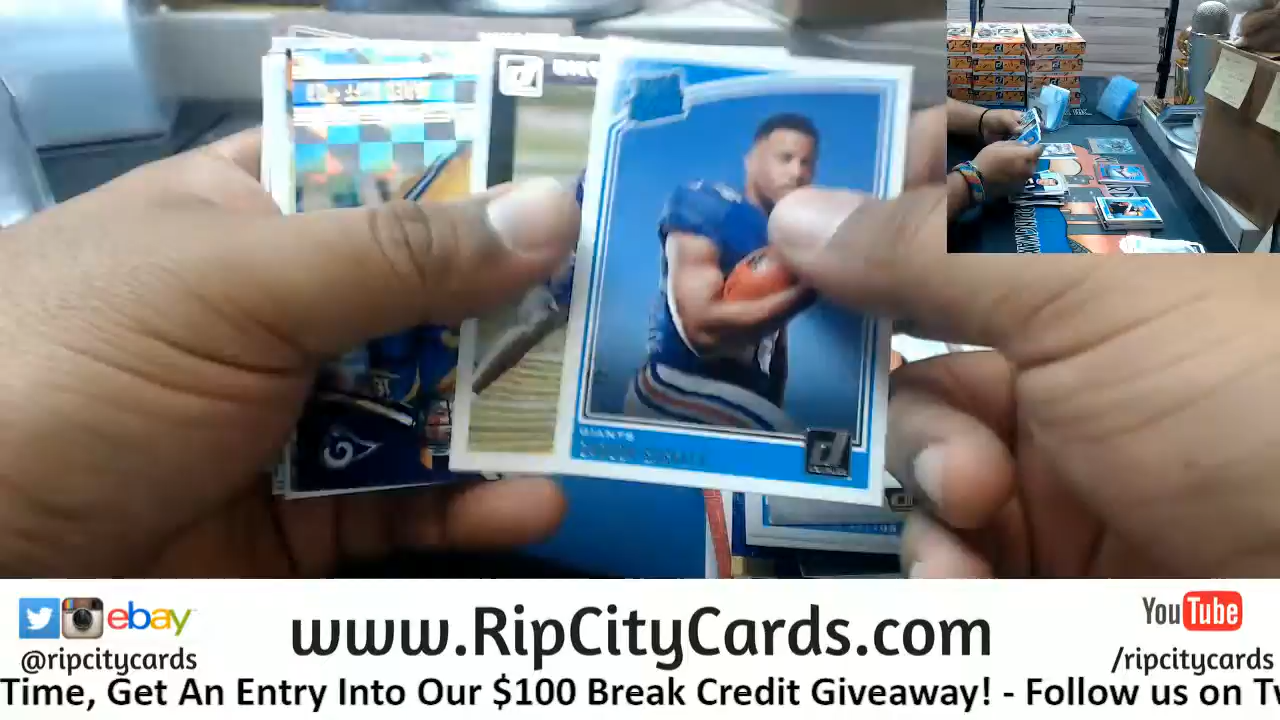 GIANTS
ebay
www.RipCityCards.com
YouTube
@ripcitycards
/ripcitycards
Time, Get An Entry Into Our $100 Break Credit Giveaway! - Follow us on Tw